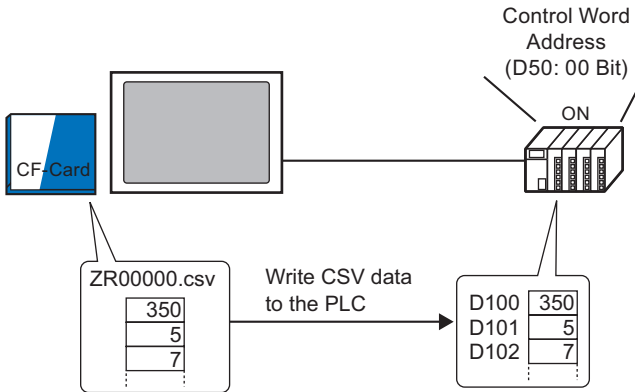 Control Word
Address
(D50: 00 Bit)
ON
CF-Card
ZR00000.csv
350
5
7
Write CSV data
to the PLC
D100 350
D101 5
D102 7